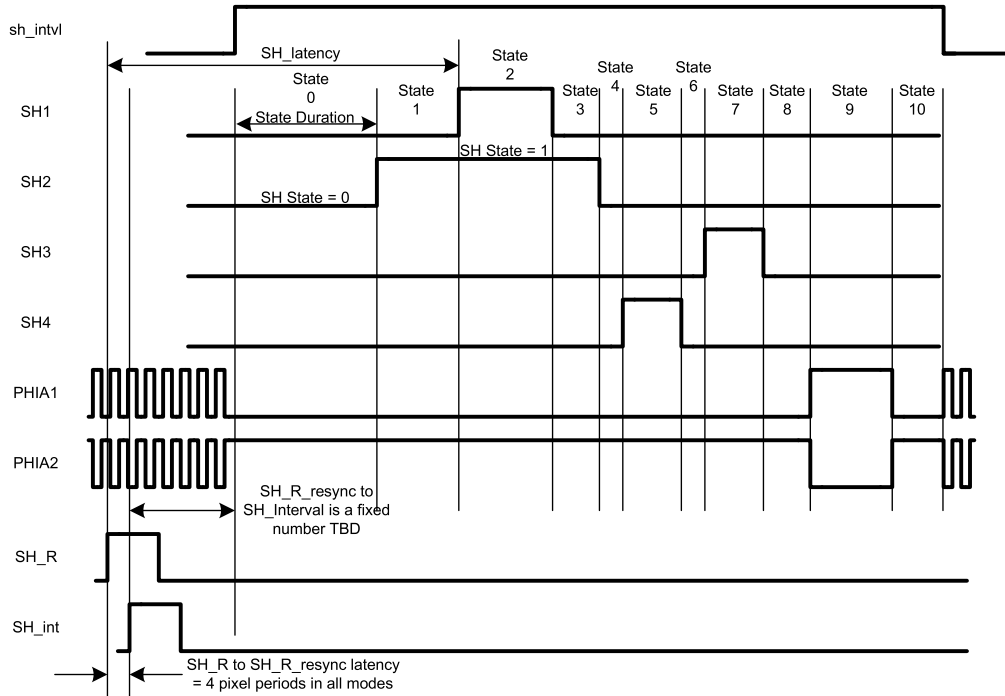 sh_intvl
SH_latency
State
0
State Duration
State
1
State
2
State
3
State
4
State
5
State
6
State
7
State
8
State
9
State
10
SH1
SH State = 1
SH2
SH State = 0
SH3
SH4
PHIA1
PHIA2
SH_R_resync to
SH_Interval is a fixed
number TBD
SH_R
SH_int
SH_R to SH_R_resync latency
= 4 pixel periods in all modes